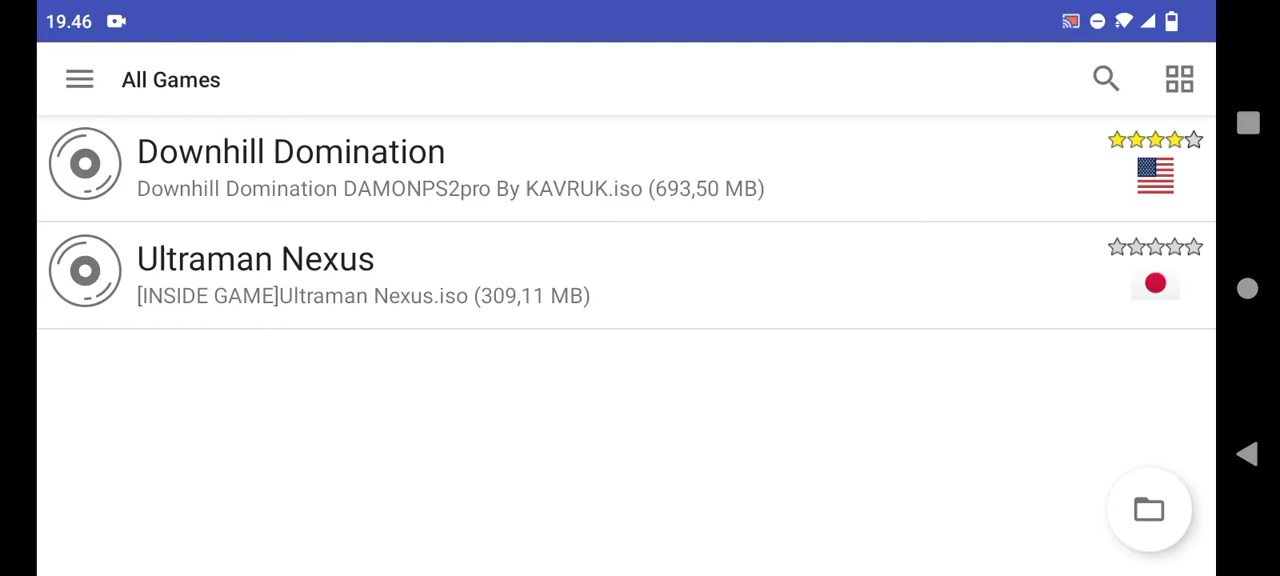 19.46
All Games
Downhill Domination
Downhill Domination DAMONPS2pro By KAVRUK.iso (693,50 MB)
Ultraman Nexus
[INSIDE GAME]Ultraman Nexus.iso (309,11 MB)